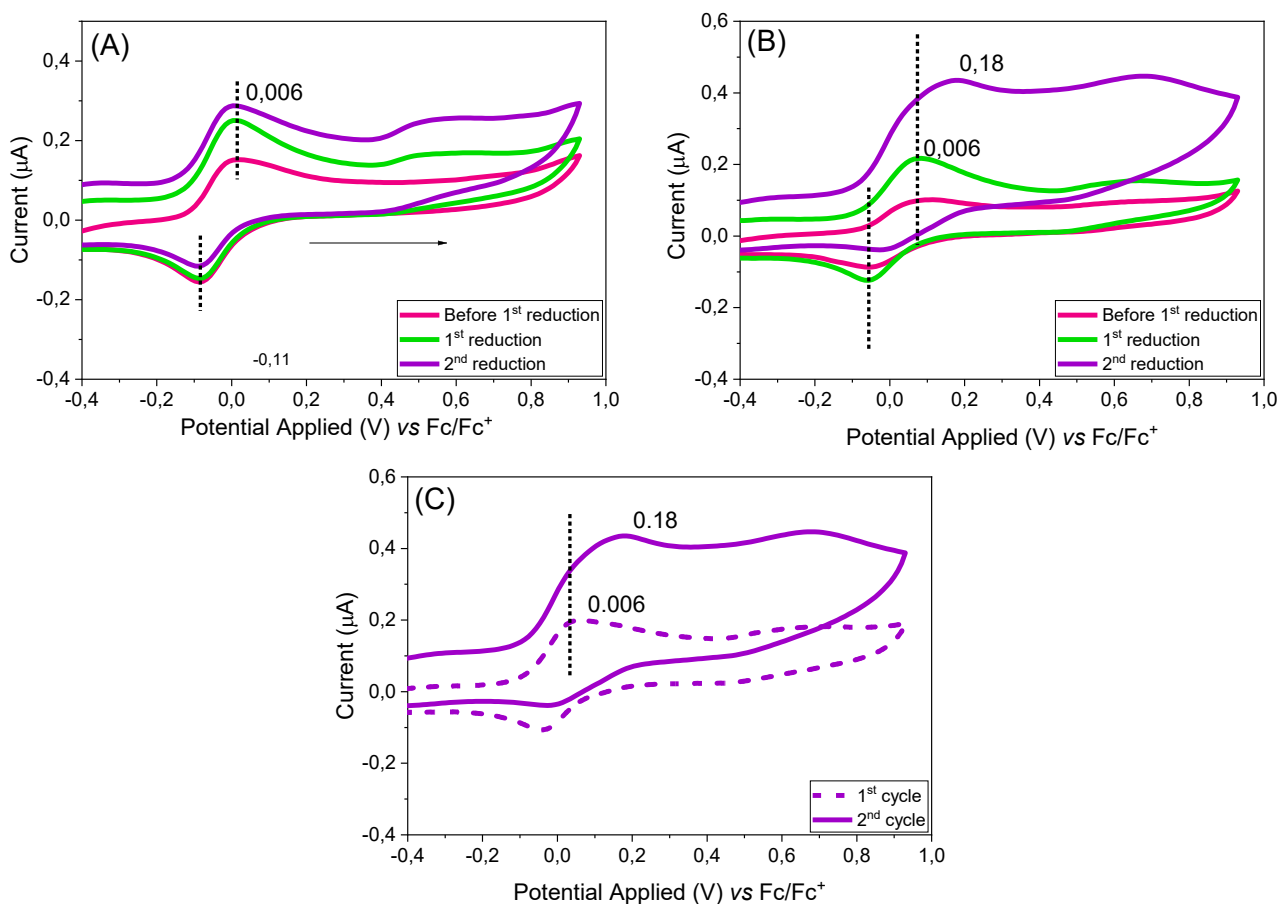 (A)
0,006
-0,11
Before 1st reduction
1st reduction
2nd reduction
Current (µA)
0,4
0,2
0,0
-0,2
-0,4
-0,4 -0,2 0,0 0,2 0,4 0,6 0,8 1,0
Potential Applied (V) vs Fc/Fc+
(B)
0,18
0,006
Before 1st reduction
1st reduction
2nd reduction
Current (µA)
0,6
0,4
0,2
0,0
-0,2
-0,4
-0,4 -0,2 0,0 0,2 0,4 0,6 0,8 1,0
Potential Applied (V) vs Fc/Fc+
(C)
0.18
0.006
1st cycle
2nd cycle
Current (µA)
0,6
0,4
0,2
0,0
-0,2
-0,4
-0,4 -0,2 0,0 0,2 0,4 0,6 0,8 1,0
Potential Applied (V) vs Fc/Fc+